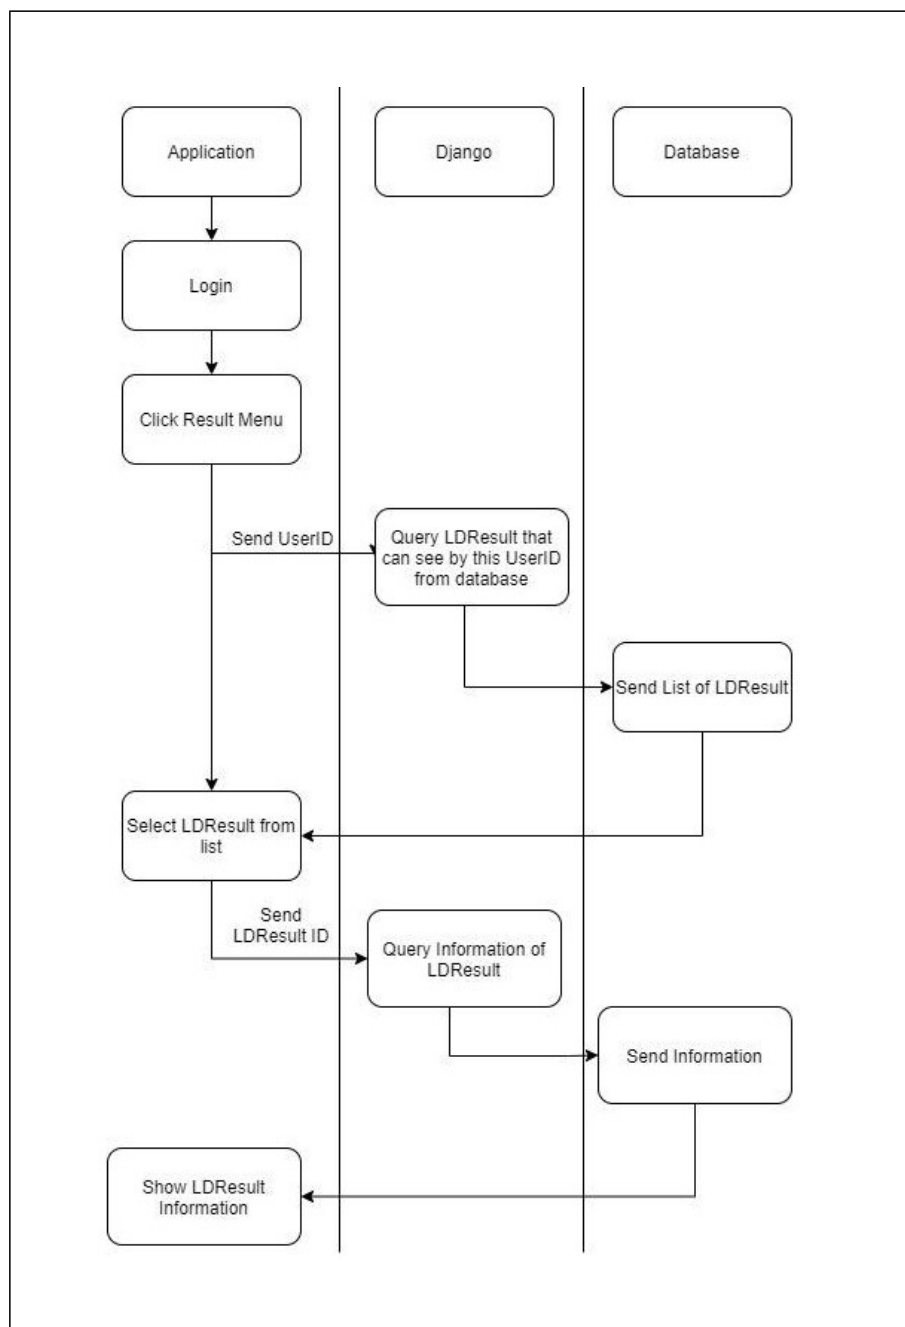 Application
Django
Database
Login
Click Result Menu
Send UserID
Query LDResult that
can see by this UserID
from database
Send List of LDResult
Select LDResult from
list
Send
LDResult ID
Query Information of
LDResult
Send Information
Show LDResult
Information